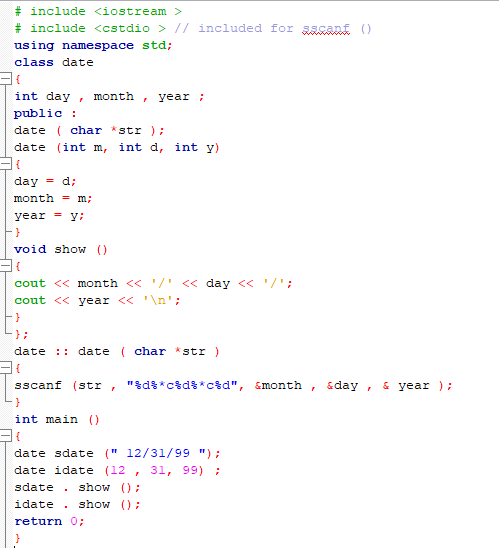 # include <iostream >
# include <cstdio > // included for sscanf ()
using namespace std;
class date
{
int day , month , year ;
public :
date ( char *str );
date (int m, int d, int y)
{
day = d;
month = m;
year = y;
}
void show ()
{
cout << month << '/' << day << '/';
cout << year << '\n';
}
};
date :: date ( char *str )
{
sscanf (str , "%d%*c%d%*c%d", &month , &day , & year );
}
int main ()
{
date sdate (" 12/31/99 ");
date idate (12 , 31, 99) ;
sdate . show ();
idate . show ();
return 0;
}